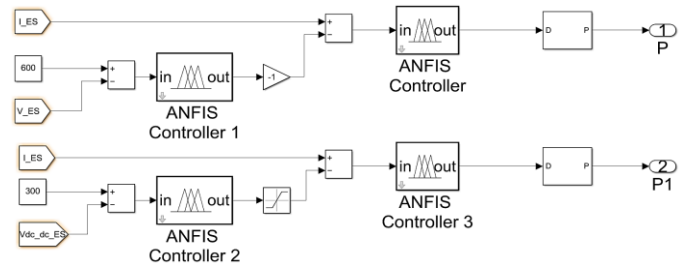 I_ES
+
−
in out
ANFIS
Controller
D P
1
P
600
+
−
in out
ANFIS
Controller 1
-1
V_ES
I_ES
+
−
in out
ANFIS
Controller 3
D P
2
P1
300
+
−
in out
ANFIS
Controller 2
Vdc_dc_ES